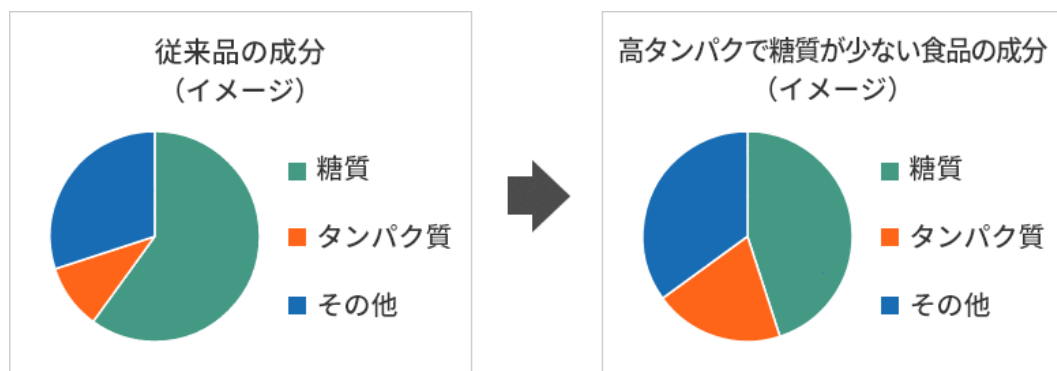 従来品の成分
（イメージ）
糖質
タンパク質
その他
高タンパクで糖質が少ない食品の成分
（イメージ）
糖質
タンパク質
その他